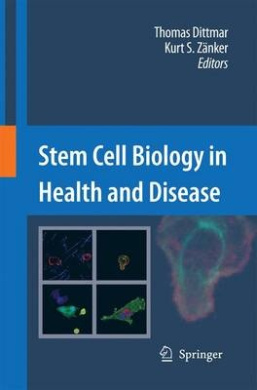 Thomas Dittmar
Kurt S. Zänker
Editors
Stem Cell Biology in
Health and Disease
Springer